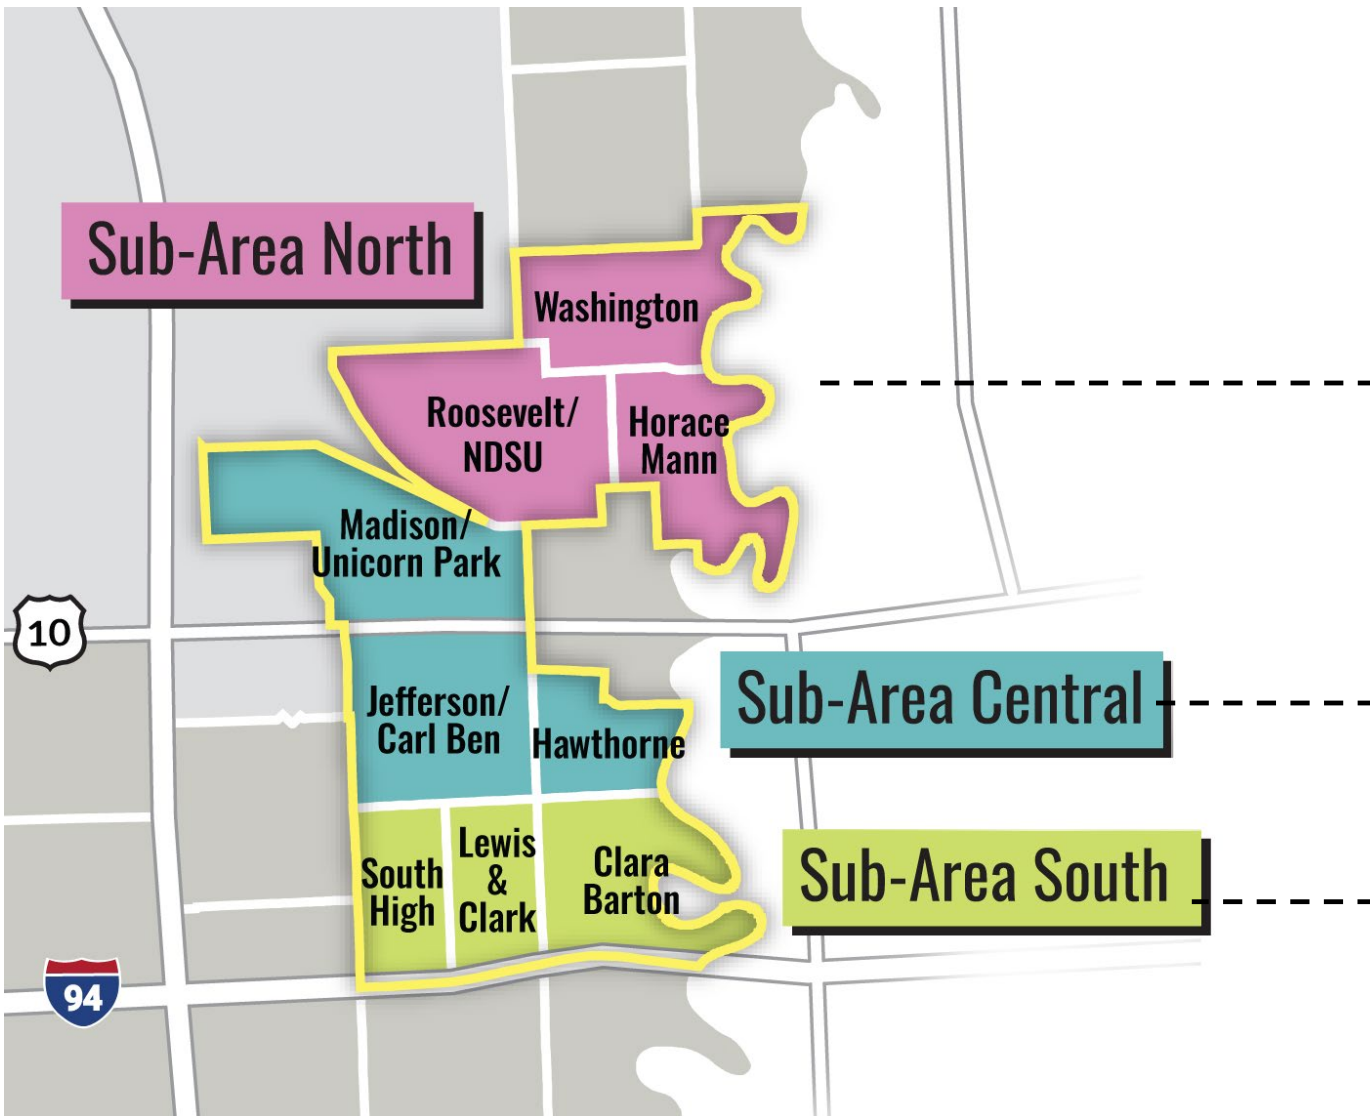 Sub-Area North
Washington
Roosevelt/
NDSU
Horace
Mann
Madison/
Unicorn Park
10
Jefferson/
Carl Ben
Hawthorne
Sub-Area Central
South
High
Lewis
&
Clark
Clara
Barton
Sub-Area South
94